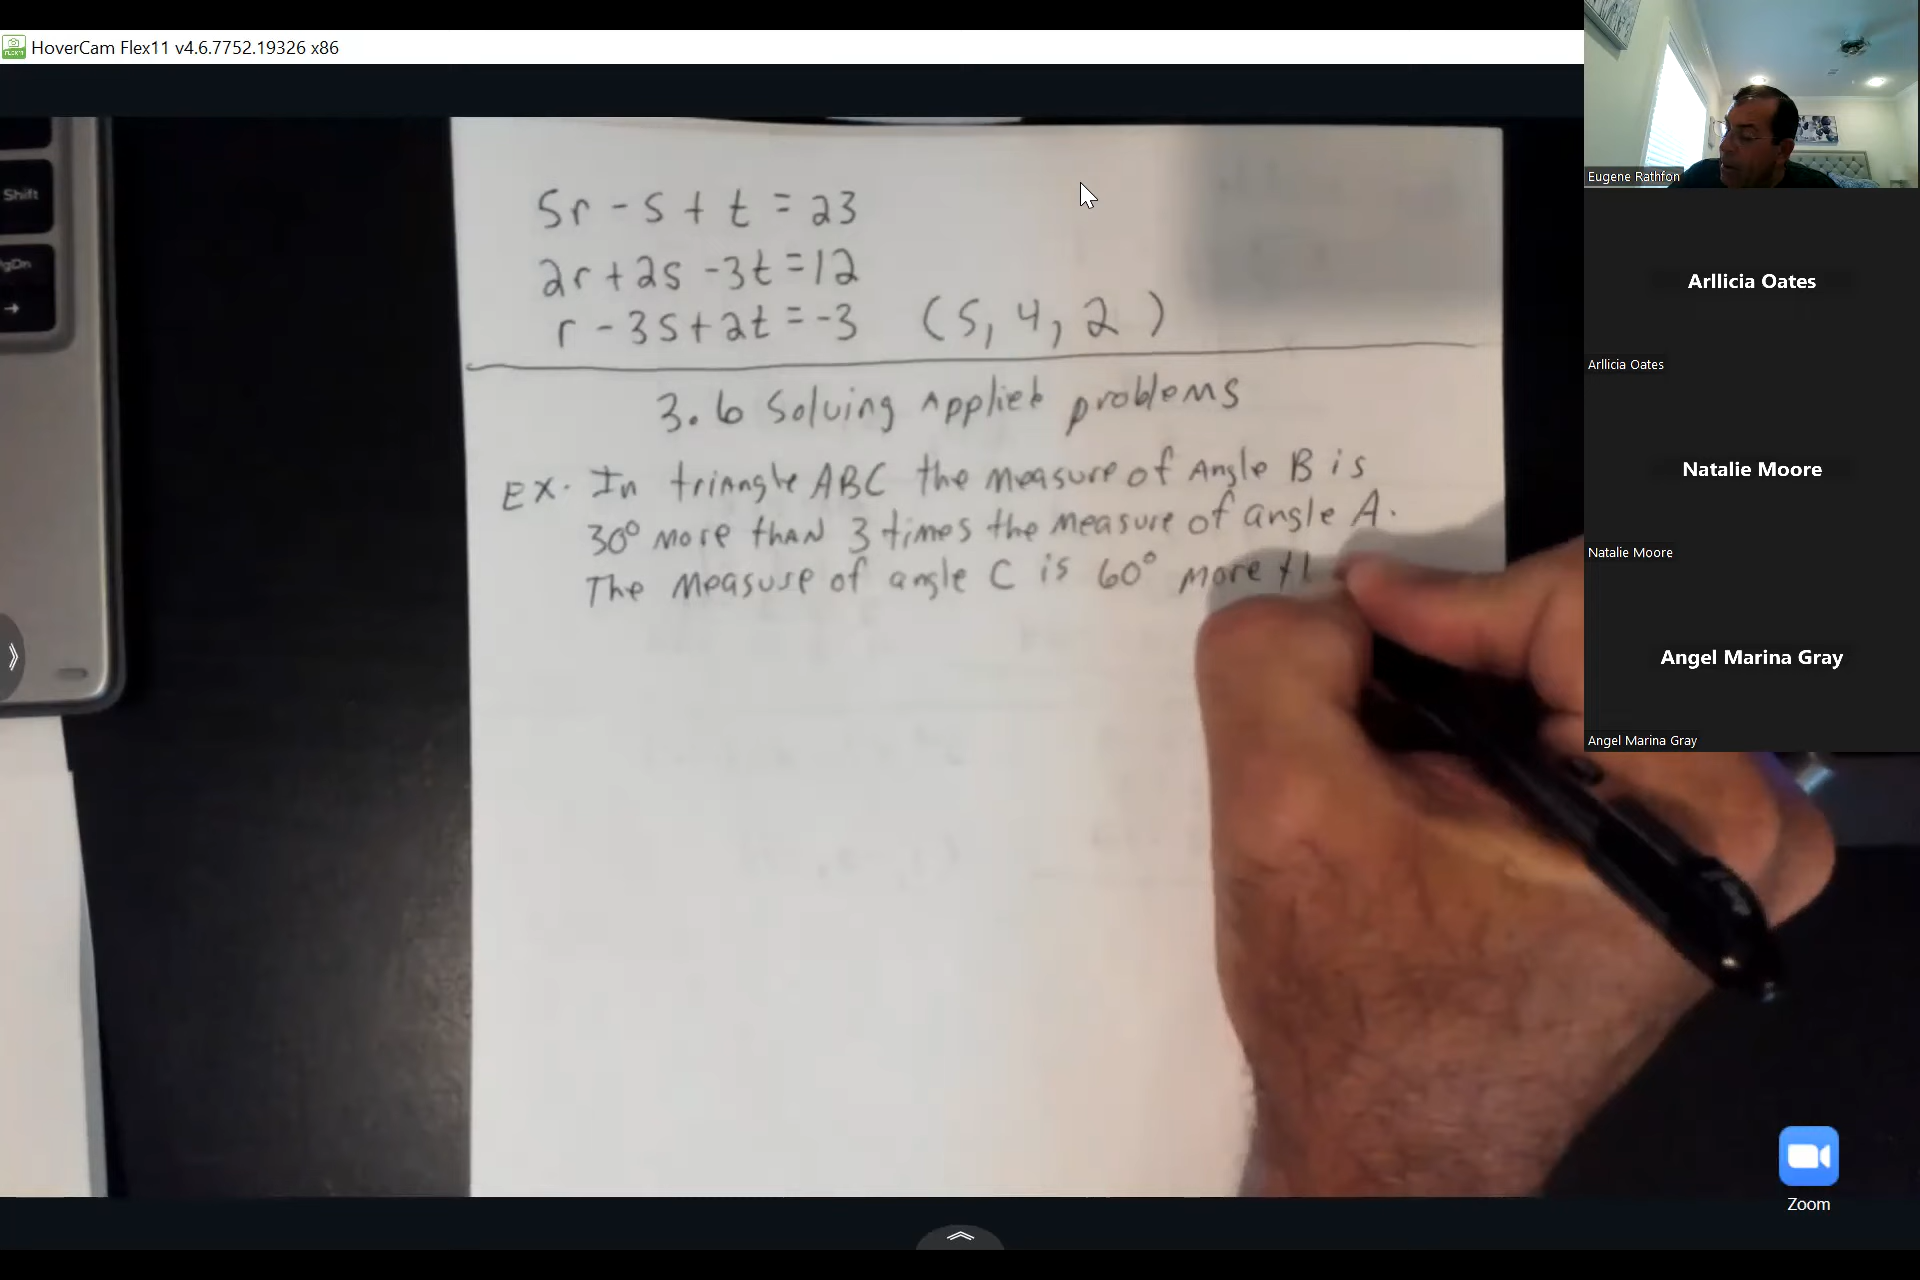 HoverCam Flex11 v4.6.7752.19326 x86
Shift
PgDn
→
5r - s + t = 23
2r + 2s - 3t = 12
r - 3s + 2t = -3 (5, 4, 2)
3.6 Solving Applied problems
EX. In triangle ABC the measure of Angle B is
30° more than 3 times the measure of angle A.
The measure of angle C is 60° more
Eugene Rathfon
Arllicia Oates
Arllicia Oates
Natalie Moore
Natalie Moore
Angel Marina Gray
Angel Marina Gray
Zoom